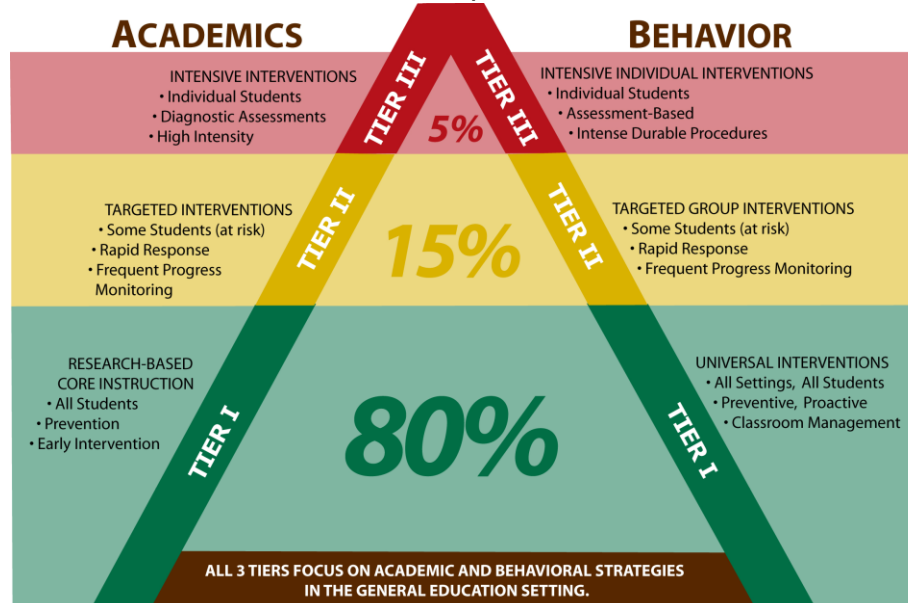 ACADEMICS
BEHAVIOR
INTENSIVE INTERVENTIONS
• Individual Students
• Diagnostic Assessments
• High Intensity
TIER III
5%
TIER III
INTENSIVE INDIVIDUAL INTERVENTIONS
• Individual Students
• Assessment-Based
• Intense Durable Procedures
TARGETED INTERVENTIONS
• Some Students (at risk)
• Rapid Response
• Frequent Progress
Monitoring
TIER II
15%
TIER II
TARGETED GROUP INTERVENTIONS
• Some Students (at risk)
• Rapid Response
• Frequent Progress Monitoring
RESEARCH-BASED
CORE INSTRUCTION
• All Students
• Prevention
• Early Intervention
TIER I
80%
TIER I
UNIVERSAL INTERVENTIONS
• All Settings, All Students
• Preventive, Proactive
• Classroom Management
ALL 3 TIERS FOCUS ON ACADEMIC AND BEHAVIORAL STRATEGIES
IN THE GENERAL EDUCATION SETTING.